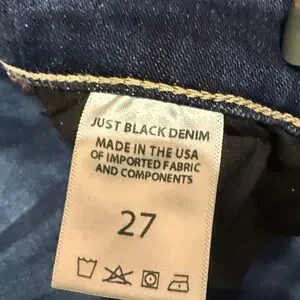 JUST BLACK DENIM
MADE IN THE USA
OF IMPORTED FABRIC
AND COMPONENTS
27